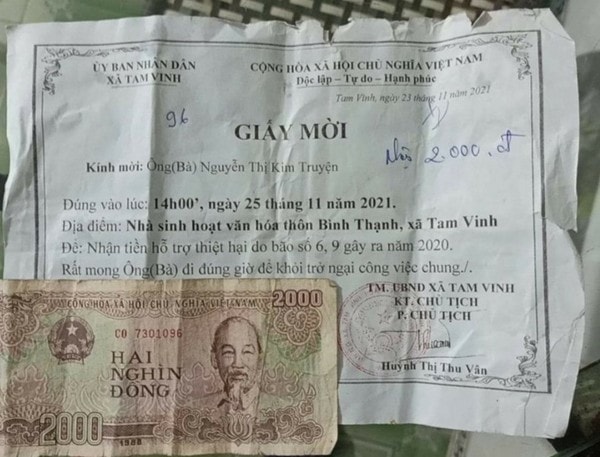 ỦY BAN NHÂN DÂN
XÃ TAM VINH
CỘNG HÒA XÃ HỘI CHỦ NGHĨA VIỆT NAM
Độc lập – Tự do – Hạnh phúc
Tam Vinh, ngày 23 tháng 11 năm 2021
96
GIẤY MỜI
2.000.đ
Kính mời: Ông(Bà) Nguyễn Thị Kim Truyện
Đúng vào lúc: 14h00', ngày 25 tháng 11 năm 2021.
Địa điểm: Nhà sinh hoạt văn hóa thôn Bình Thạnh, xã Tam Vinh
Đề: Nhận tiền hỗ trợ thiệt hại do bão số 6, 9 gây ra năm 2020.
Rất mong Ông(Bà) đi đúng giờ để khỏi trở ngại công việc chung./.
TM. UBND XÃ TAM VINH
KT. CHỦ TỊCH
P. CHỦ TỊCH
Huỳnh Thị Thu Vân
CỘNG HÒA XÃ HỘI CHỦ NGHĨA VIỆT NAM
2000
CO 7301096
HAI
NGHÌN
ĐỒNG
2000
1988